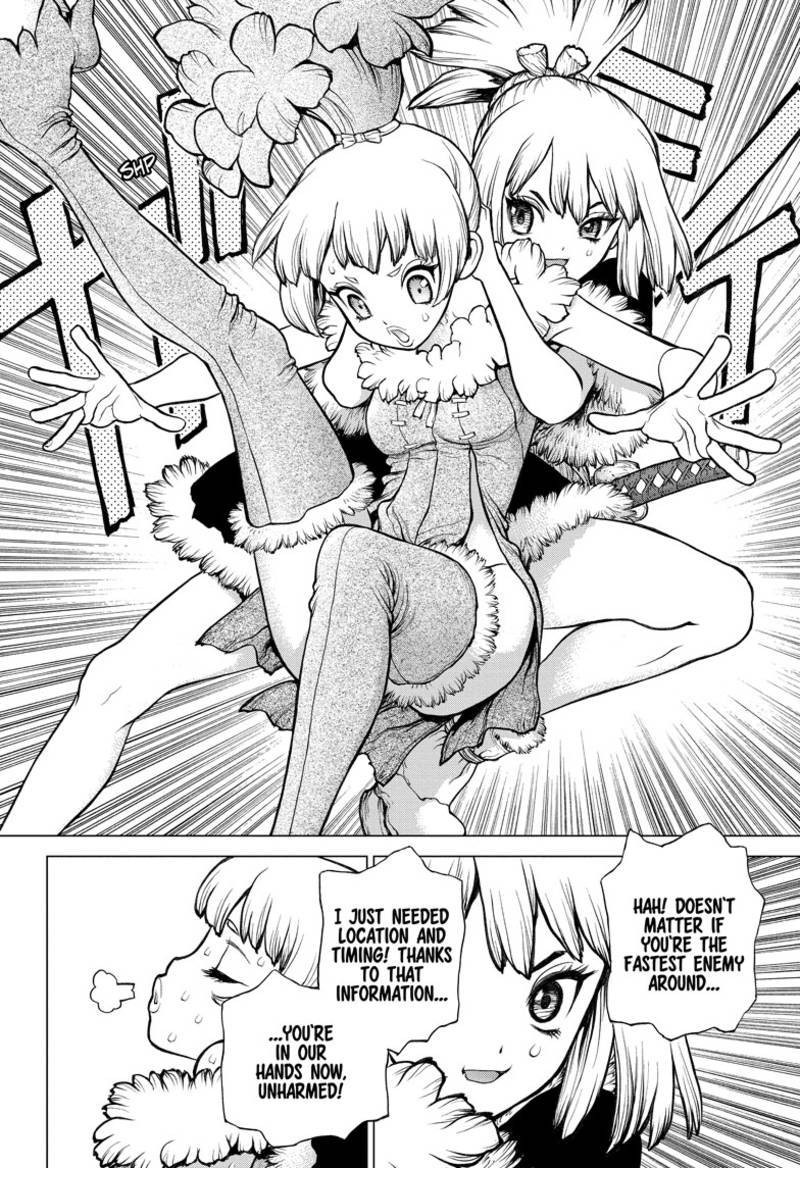 SHP
HAH! DOESN'T
MATTER IF
YOU'RE THE
FASTEST ENEMY
AROUND...
I JUST NEEDED
LOCATION AND
TIMING! THANKS
TO THAT
INFORMATION...
...YOU'RE
IN OUR
HANDS NOW,
UNHARMED!